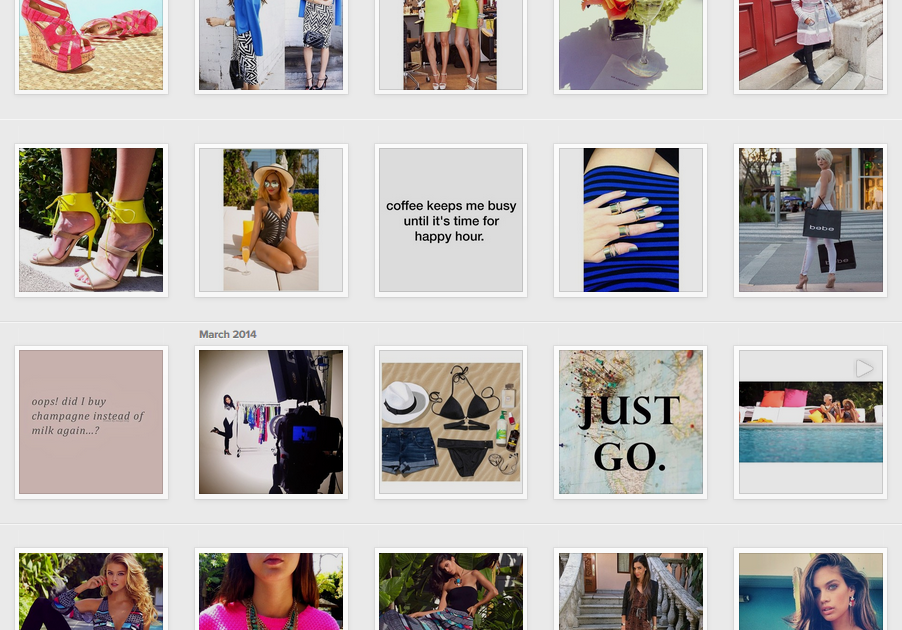 coffee keeps me busy
until it's time for
happy hour.
bebe
bebe
March 2014
oops! did I buy
champagne instead of
milk again...?
JUST
GO.